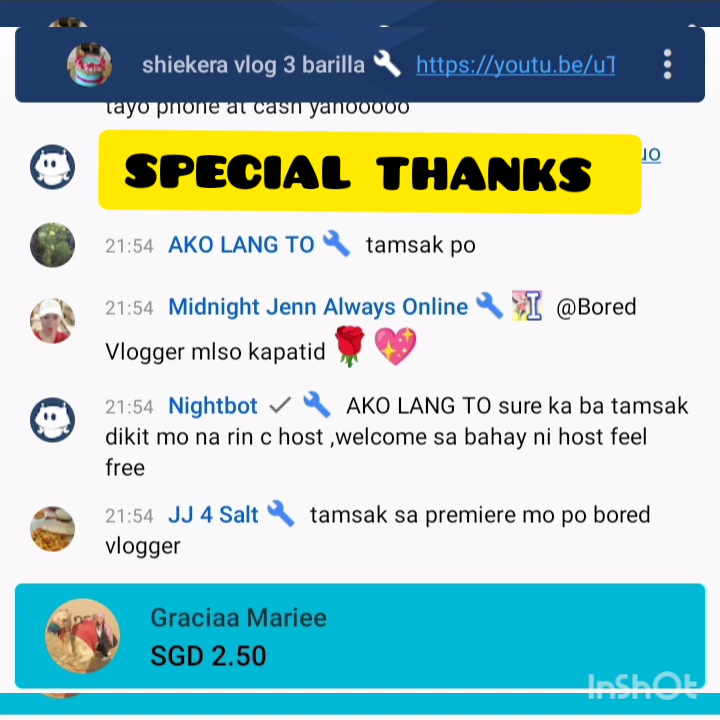 shiekera vlog 3 barilla https://youtu.be/uT
tayo phone at cash yahooooo
SPECIAL THANKS
21:54 AKO LANG TO tamsak po
21:54 Midnight Jenn Always Online @Bored
Vlogger mlso kapatid
21:54 Nightbot AKO LANG TO sure ka ba tamsak
dikit mo na rin c host ,welcome sa bahay ni host feel
free
21:54 JJ 4 Salt tamsak sa premiere mo po bored
vlogger
Graciaa Mariee
SGD 2.50
InShOt